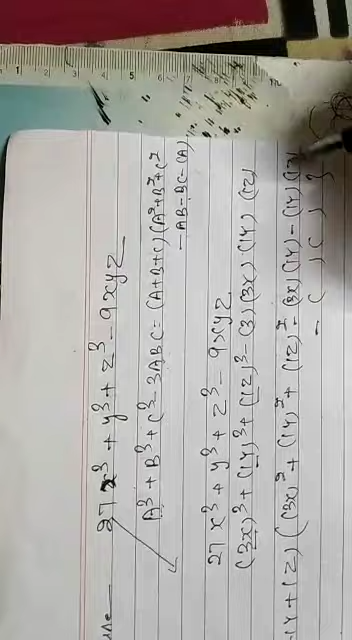 27x³ + y³ + z³ - 9xyz
A³ + B³ + C³ - 3ABC = (A+B+C) (A²+B²+C²
- AB - BC - CA)
27x³ + y³ + z³ - 9xyz
(3x)³ + (1y)³ + (1z)³ - (3) (3x) (1y) (1z)
1y + 1z) ( (3x)² + (1y)² + (1z)² - (3x) (1y) - (1y) (1z)
- ( ) ( ) }